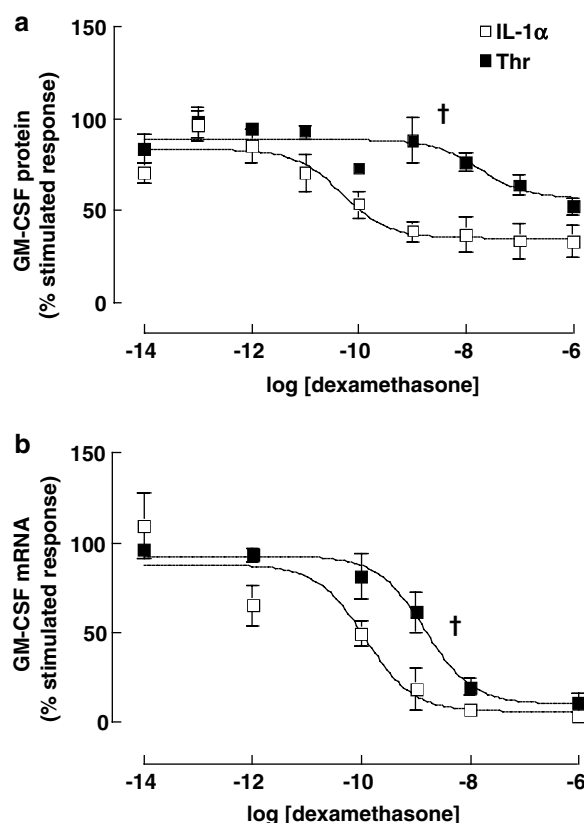 a
IL-1α
Thr
†
GM-CSF protein
(% stimulated response)
150
100
50
0
-14 -12 -10 -8 -6
log [dexamethasone]
b
†
GM-CSF mRNA
(% stimulated response)
150
100
50
0
-14 -12 -10 -8 -6
log [dexamethasone]